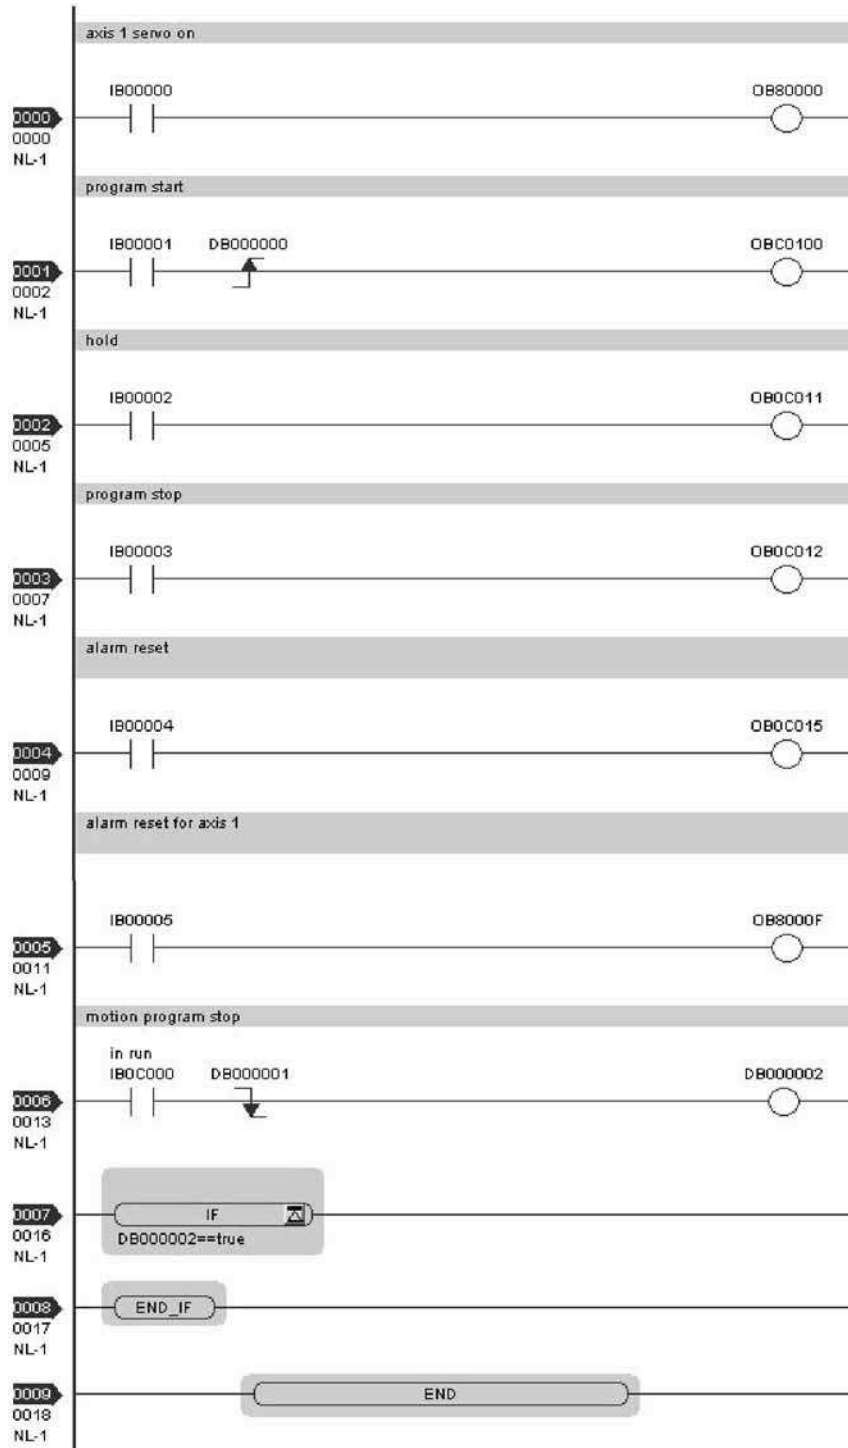 axis 1 servo on
IB00000 OB80000
0000
0000
NL-1
program start
IB00001 DB000000 OBC0100
0001
0002
NL-1
hold
IB00002 OB0C011
0002
0005
NL-1
program stop
IB00003 OB0C012
0003
0007
NL-1
alarm reset
IB00004 OB0C015
0004
0009
NL-1
alarm reset for axis 1
IB00005 OB8000F
0005
0011
NL-1
motion program stop
in run
IB0C000 DB000001 DB000002
0006
0013
NL-1
0007 IF
0016 DB000002==true
NL-1
0008 END_IF
0017
NL-1
0009 END
0018
NL-1